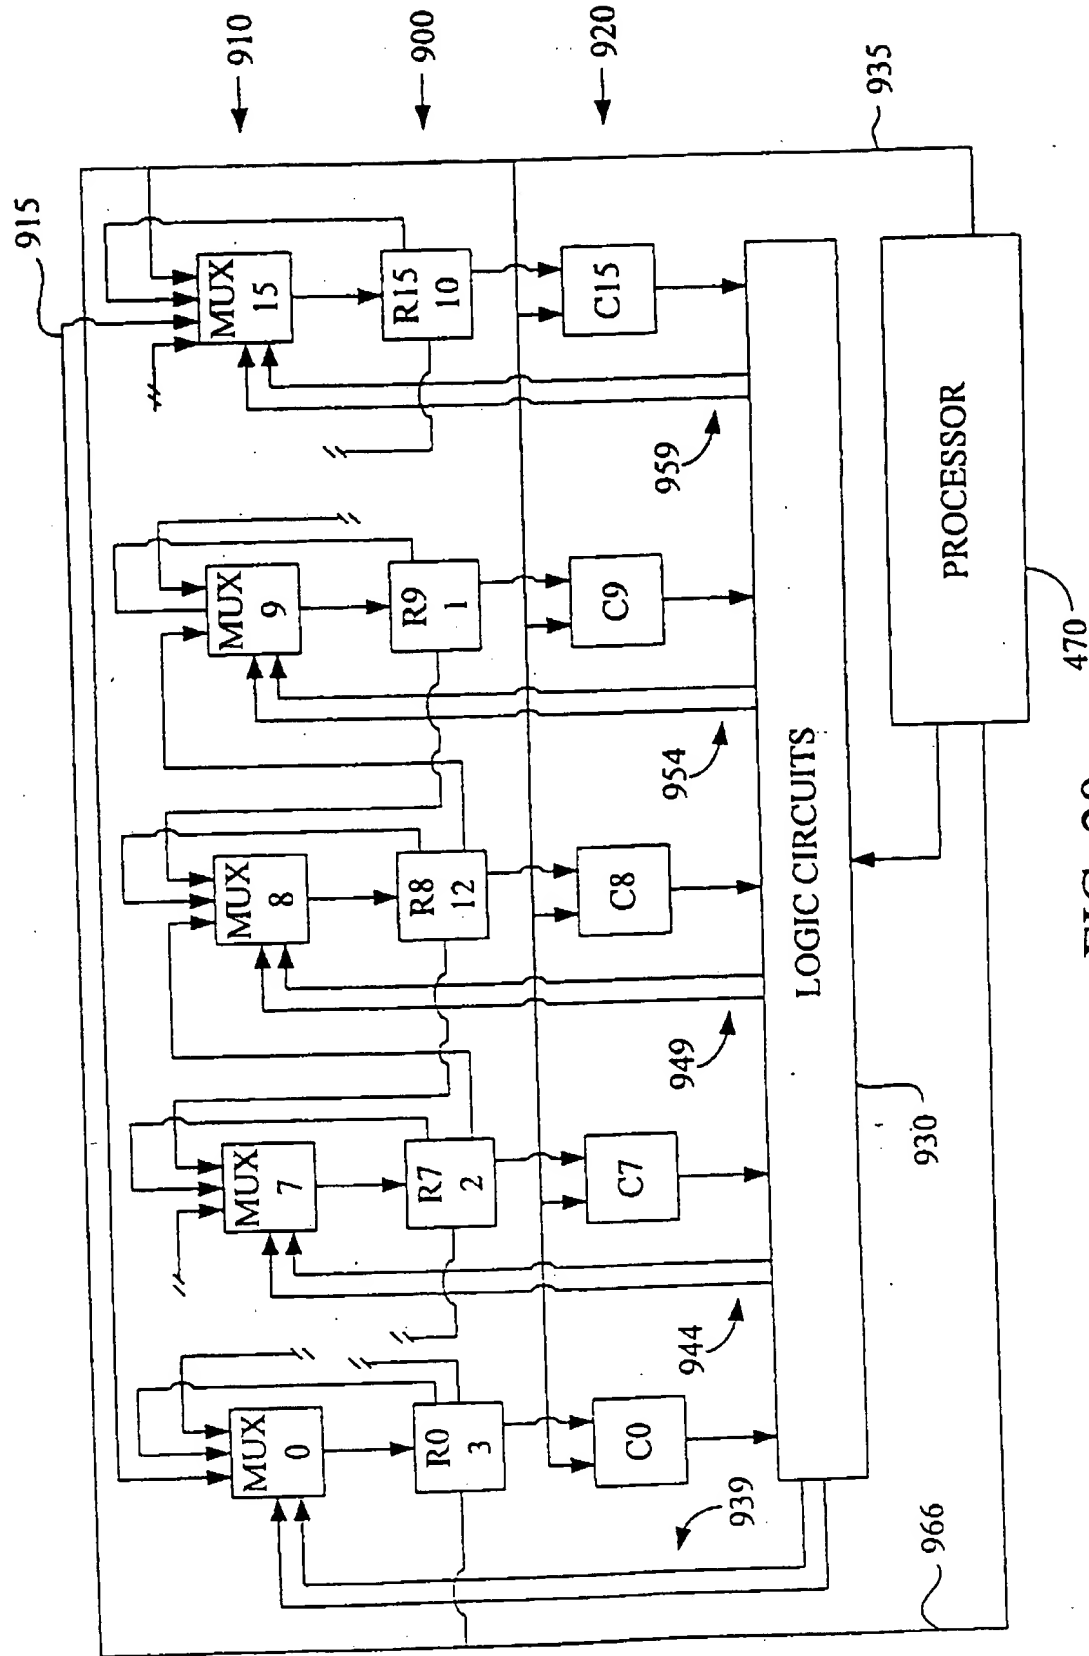 915
910
900
920
MUX 0
MUX 7
MUX 8
MUX 9
MUX 15
R0 3
R7 2
R8 12
R9 1
R15 10
C0
C7
C8
C9
C15
939
944
949
954
959
LOGIC CIRCUITS
930
935
PROCESSOR
470
966